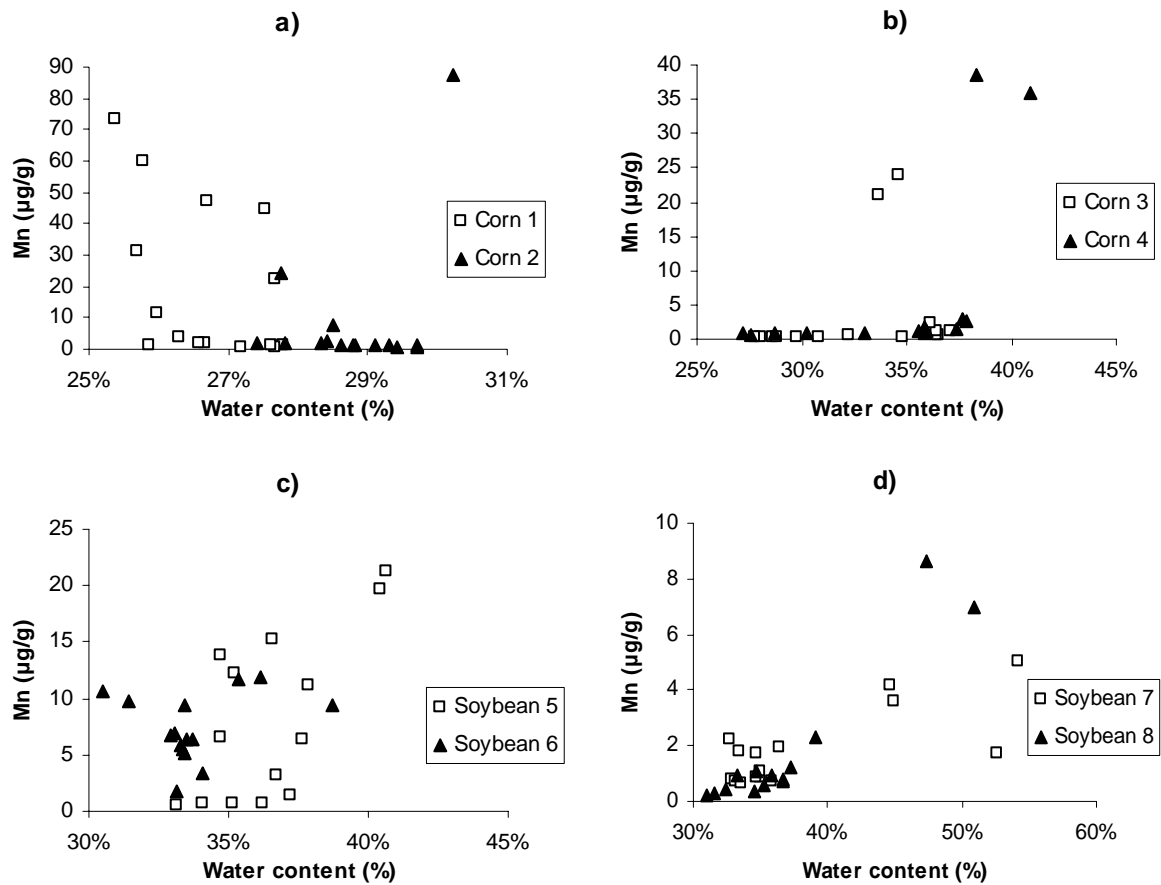 a)
Mn (µg/g)
90
80
70
60
50
40
30
20
10
0
25%
27%
29%
31%
Water content (%)
Corn 1
Corn 2
b)
Mn (µg/g)
40
35
30
25
20
15
10
5
0
25%
30%
35%
40%
45%
Water content (%)
Corn 3
Corn 4
c)
Mn (µg/g)
25
20
15
10
5
0
30%
35%
40%
45%
Water content (%)
Soybean 5
Soybean 6
d)
Mn (µg/g)
10
8
6
4
2
0
30%
40%
50%
60%
Water content (%)
Soybean 7
Soybean 8